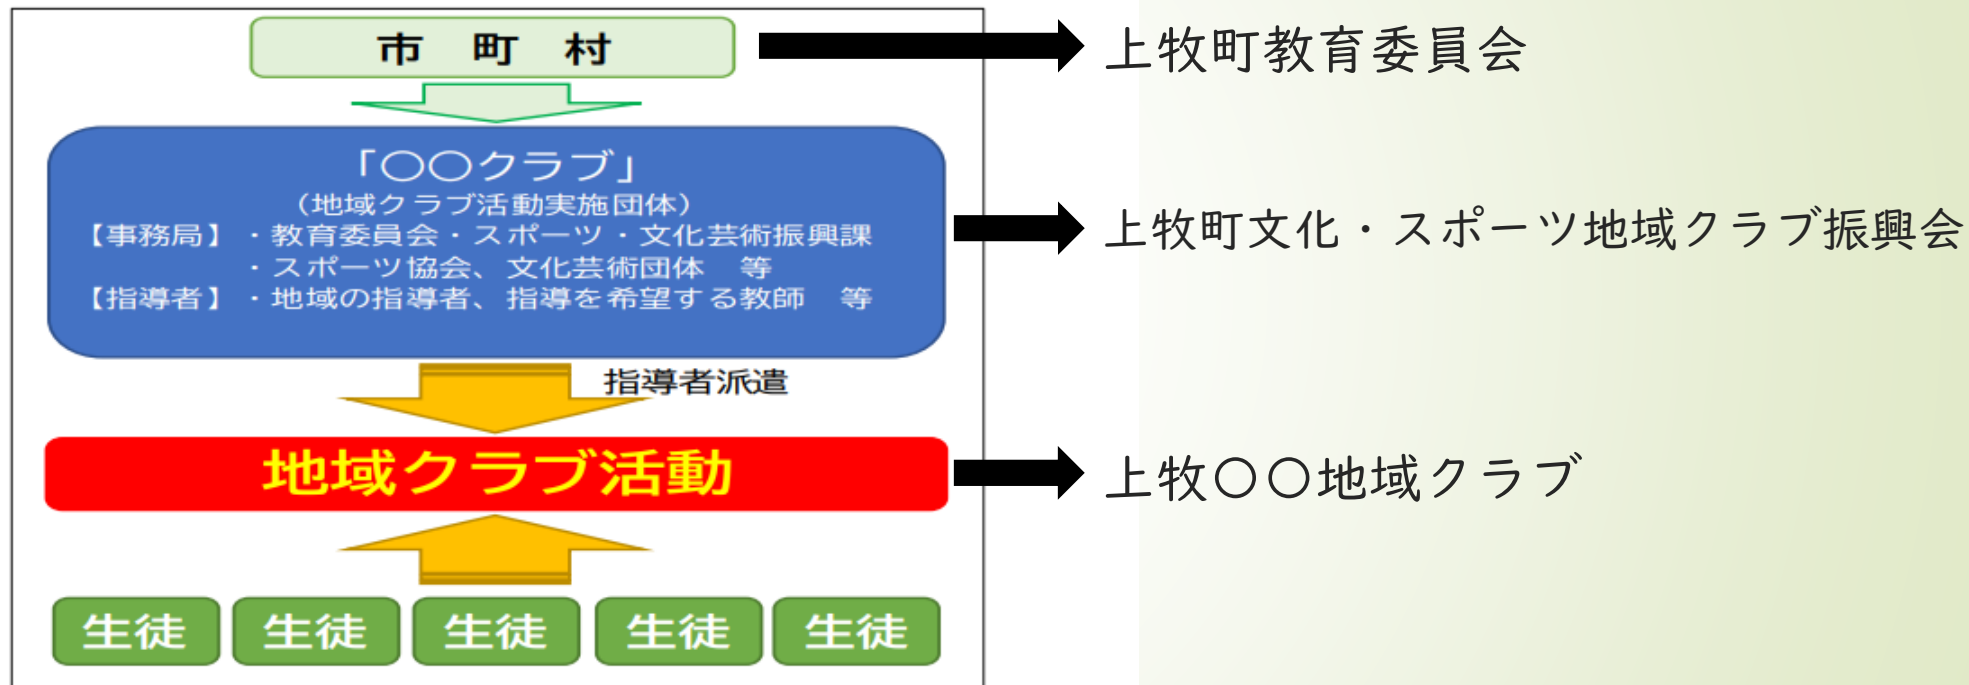 市 町 村
上牧町教育委員会
「〇〇クラブ」
(地域クラブ活動実施団体)
【事務局】・教育委員会・スポーツ・文化芸術振興課
・スポーツ協会、文化芸術団体 等
【指導者】・地域の指導者、指導を希望する教師 等
上牧町文化・スポーツ地域クラブ振興会
指導者派遣
地域クラブ活動
上牧〇〇地域クラブ
生徒 生徒 生徒 生徒 生徒